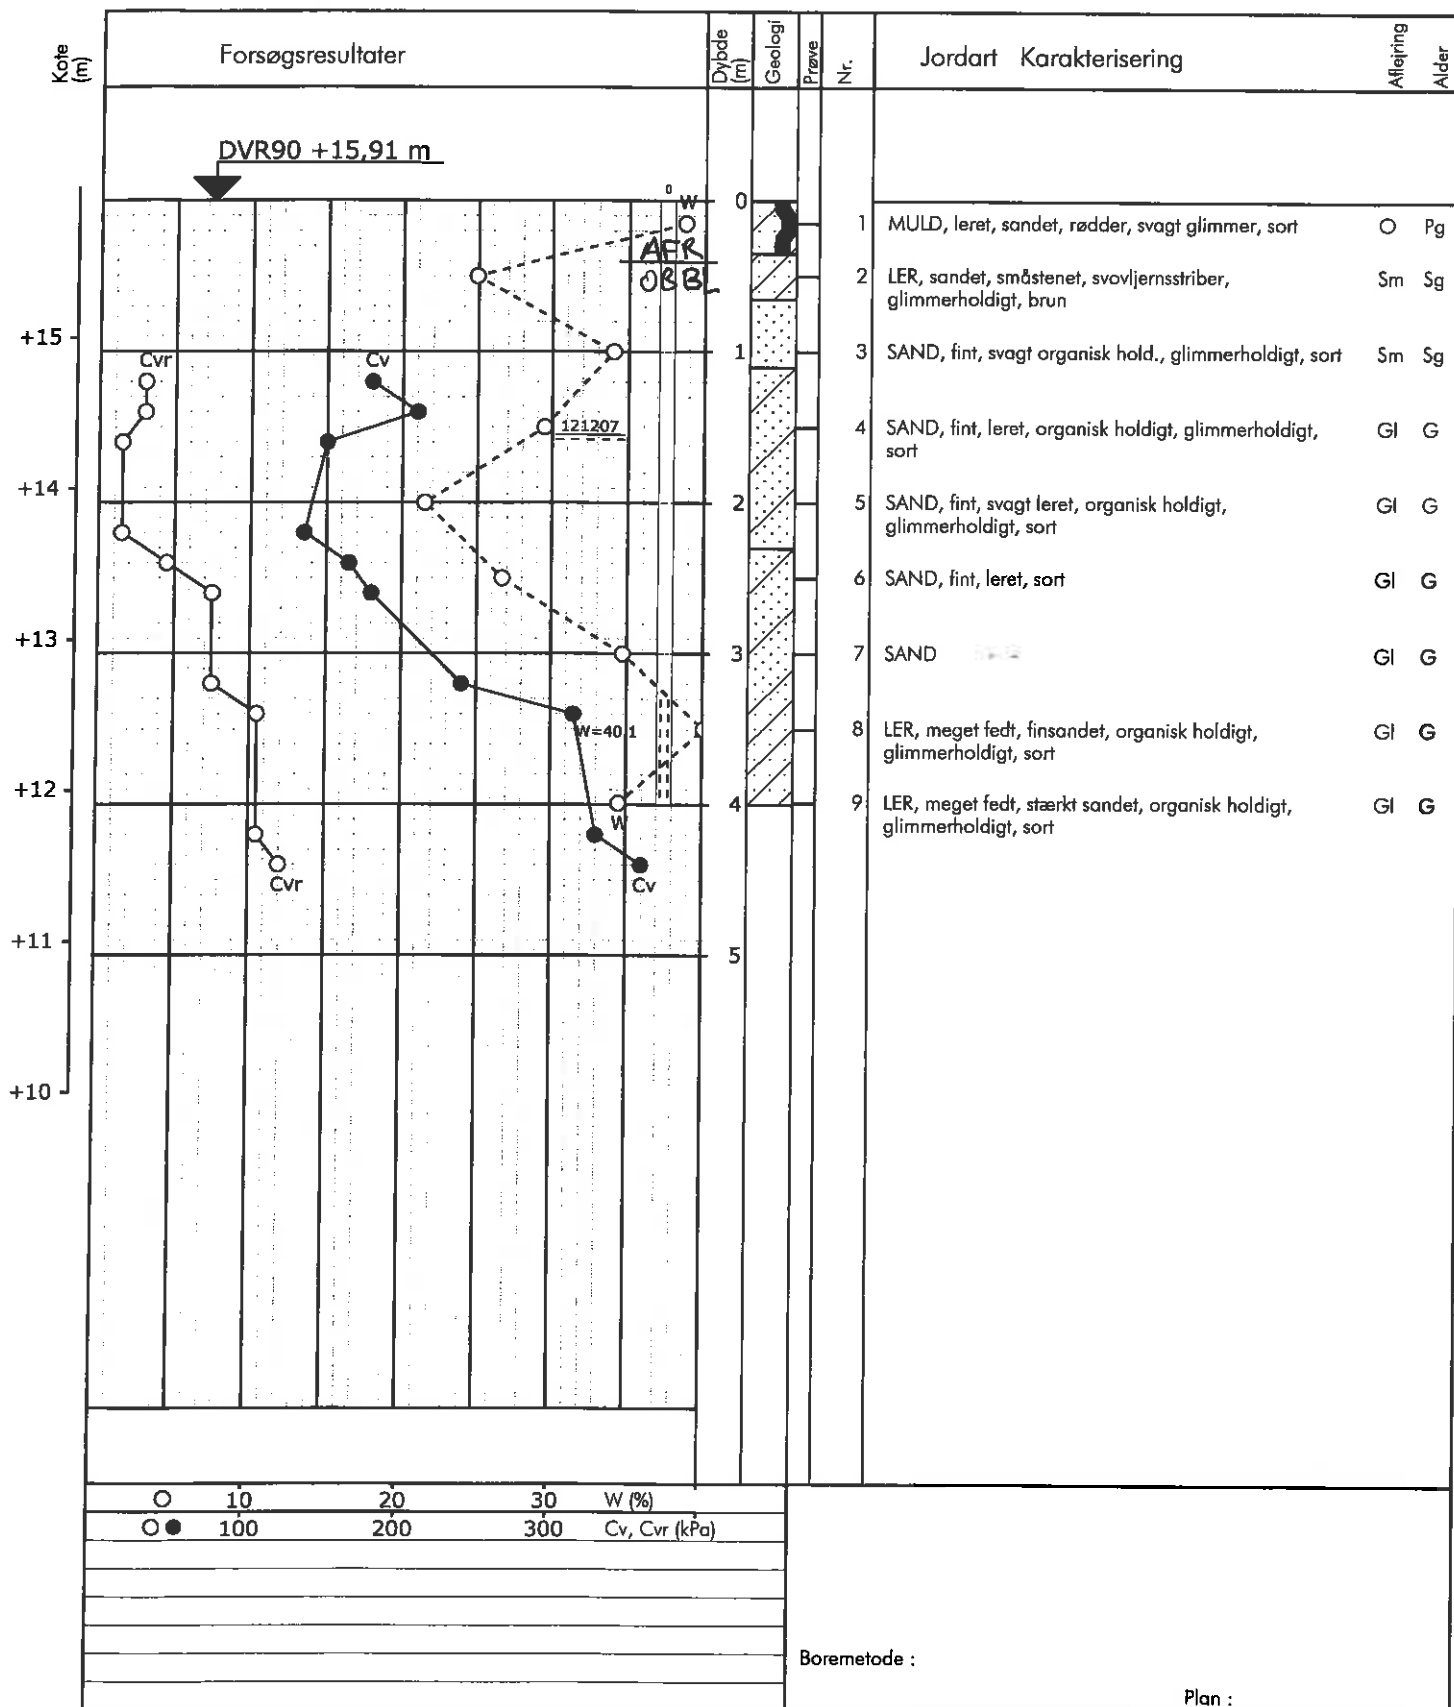 Kote (m)
Forsøgsresultater
Dybde (m)
Geologi
Prøve
Nr.
Jordart Karakterisering
Aflejring
Alder
DVR90 +15,91 m
0
W
0
AFR
OBBL
1 MULD, leret, sandet, rødder, svagt glimmer, sort O Pg
2 LER, sandet, småstenet, svovljernsstriber, Sm Sg
glimmerholdigt, brun
+15
Cvr
Cv
1
3 SAND, fint, svagt organisk hold., glimmerholdigt, sort Sm Sg
121207
4 SAND, fint, leret, organisk holdigt, glimmerholdigt, Gl G
sort
+14
2
5 SAND, fint, svagt leret, organisk holdigt, Gl G
glimmerholdigt, sort
6 SAND, fint, leret, sort Gl G
+13
3
7 SAND Gl G
W=40,1
8 LER, meget fedt, finsandet, organisk holdigt, Gl G
glimmerholdigt, sort
+12
4
W
9 LER, meget fedt, stærkt sandet, organisk holdigt, Gl G
glimmerholdigt, sort
Cvr
Cv
+11
5
+10
10 20 30 W (%)
100 200 300 Cv, Cvr (kPa)
Boremetode :
Plan :